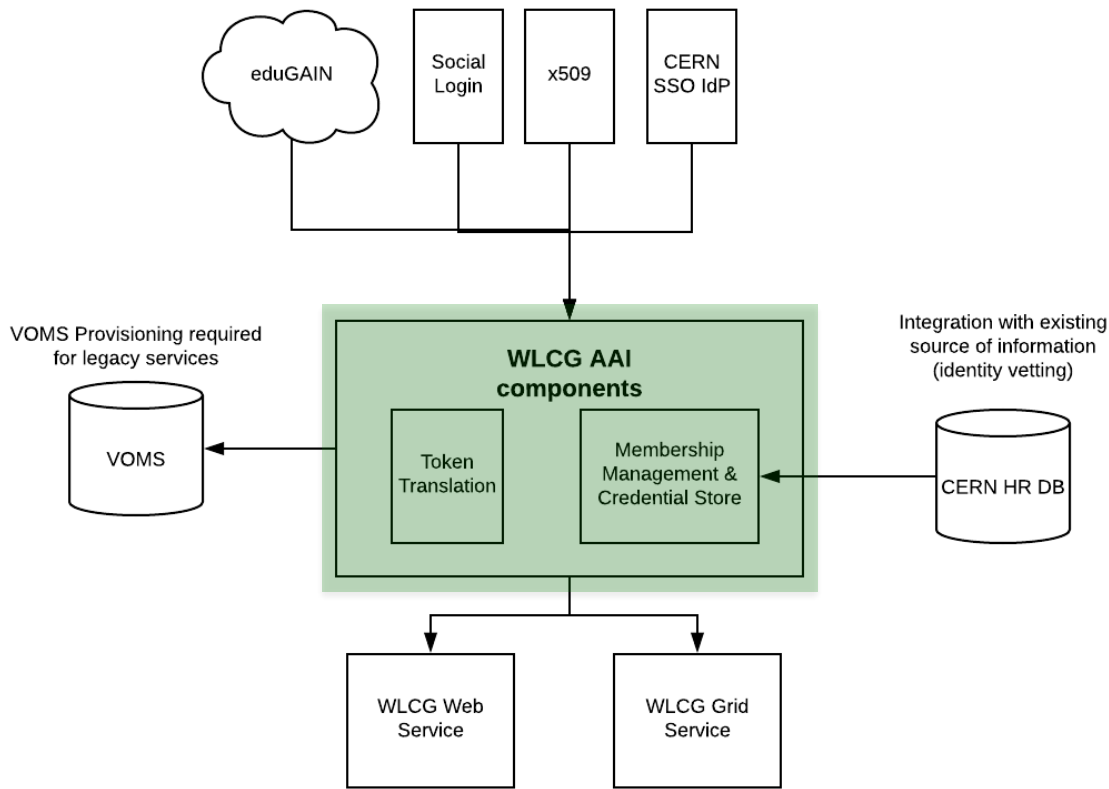 eduGAIN
Social
Login
x509
CERN
SSO IdP
VOMS Provisioning required
for legacy services
VOMS
WLCG AAI
components
Token
Translation
Membership
Management &
Credential Store
Integration with existing
source of information
(identity vetting)
CERN HR DB
WLCG Web
Service
WLCG Grid
Service